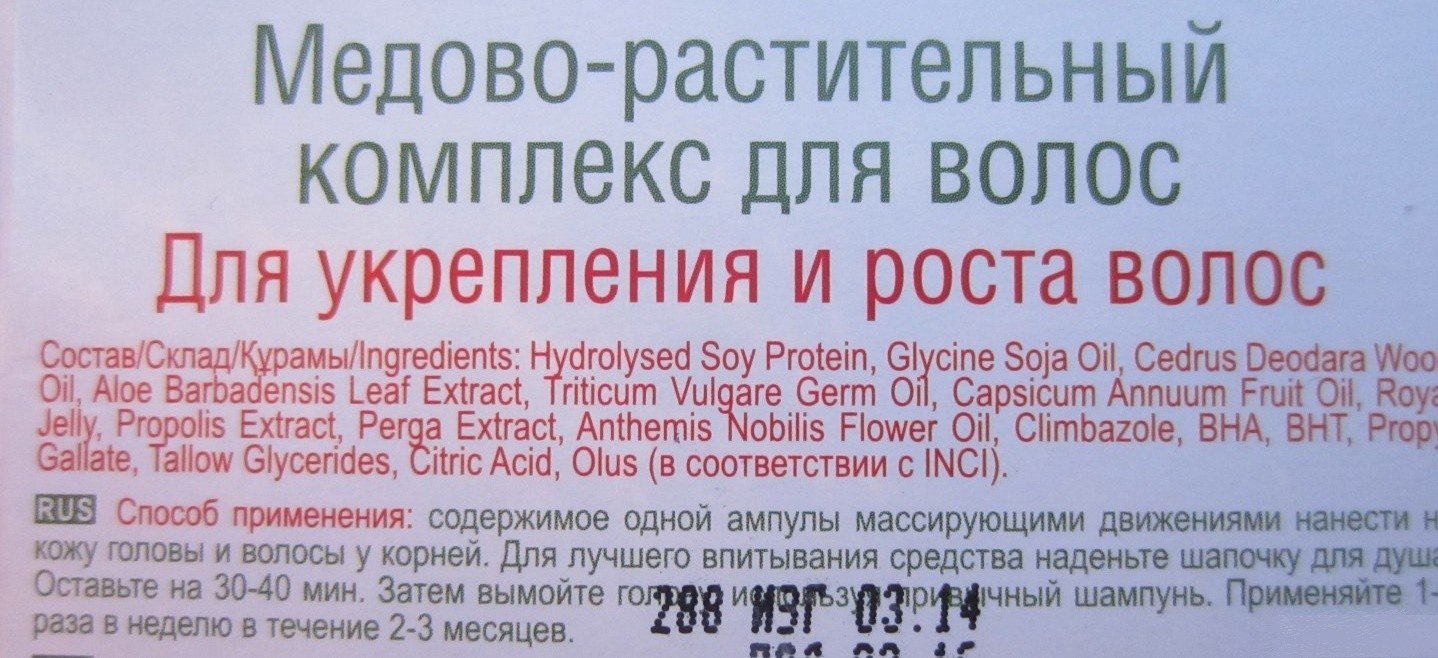 Медово-растительный
комплекс для волос
Для укрепления и роста волос
Состав/Склад/Құрамы/Ingredients: Hydrolysed Soy Protein, Glycine Soja Oil, Cedrus Deodara Woo
Oil, Aloe Barbadensis Leaf Extract, Triticum Vulgare Germ Oil, Capsicum Annuum Fruit Oil, Roya
Jelly, Propolis Extract, Perga Extract, Anthemis Nobilis Flower Oil, Climbazole, BHA, BHT, Propy
Gallate, Tallow Glycerides, Citric Acid, Olus (в соответствии с INCI).
RUS Способ применения: содержимое одной ампулы массирующими движениями нанести н
кожу головы и волосы у корней. Для лучшего впитывания средства наденьте шапочку для душа
Оставьте на 30-40 мин. Затем вымойте голову, используя привычный шампунь. Применяйте 1-
раза в неделю в течение 2-3 месяцев.
288 ИЗГ 03.14